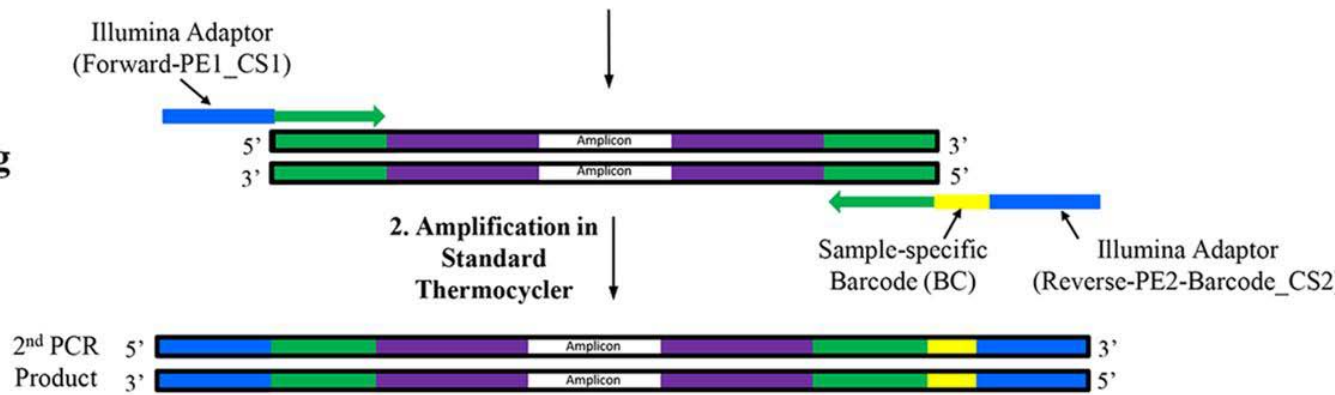 Illumina Adaptor
(Forward-PE1_CS1)
g
5’ Amplicon 3’
3’ Amplicon 5’
2. Amplification in
Standard
Thermocycler
Sample-specific
Barcode (BC)
Illumina Adaptor
(Reverse-PE2-Barcode_CS2
2nd PCR
Product
5’ Amplicon 3’
3’ Amplicon 5’